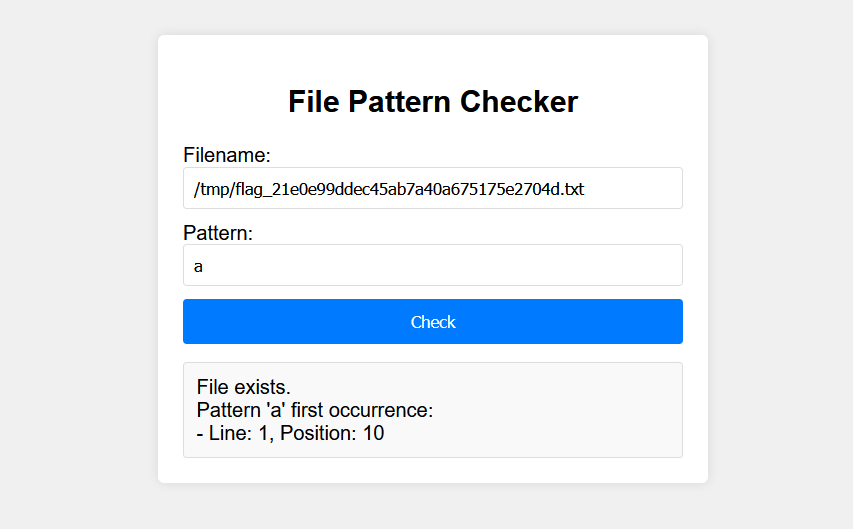 File Pattern Checker
Filename:
/tmp/flag_21e0e99ddec45ab7a40a675175e2704d.txt
Pattern:
a
Check
File exists.
Pattern 'a' first occurrence:
- Line: 1, Position: 10